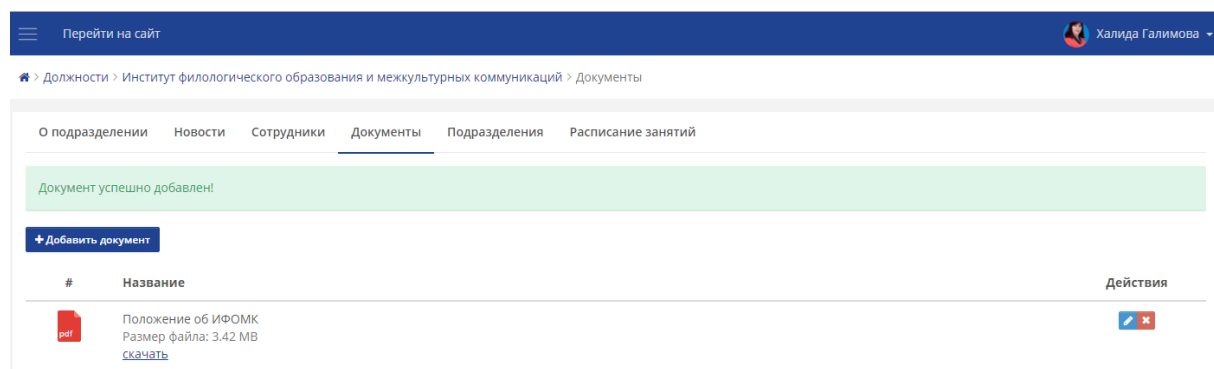 Перейти на сайт Халида Галимова
> Должности > Институт филологического образования и межкультурных коммуникаций > Документы
О подразделении Новости Сотрудники Документы Подразделения Расписание занятий
Документ успешно добавлен!
+ Добавить документ
# Название Действия
pdf Положение об ИФОМК
Размер файла: 3.42 MB
скачать